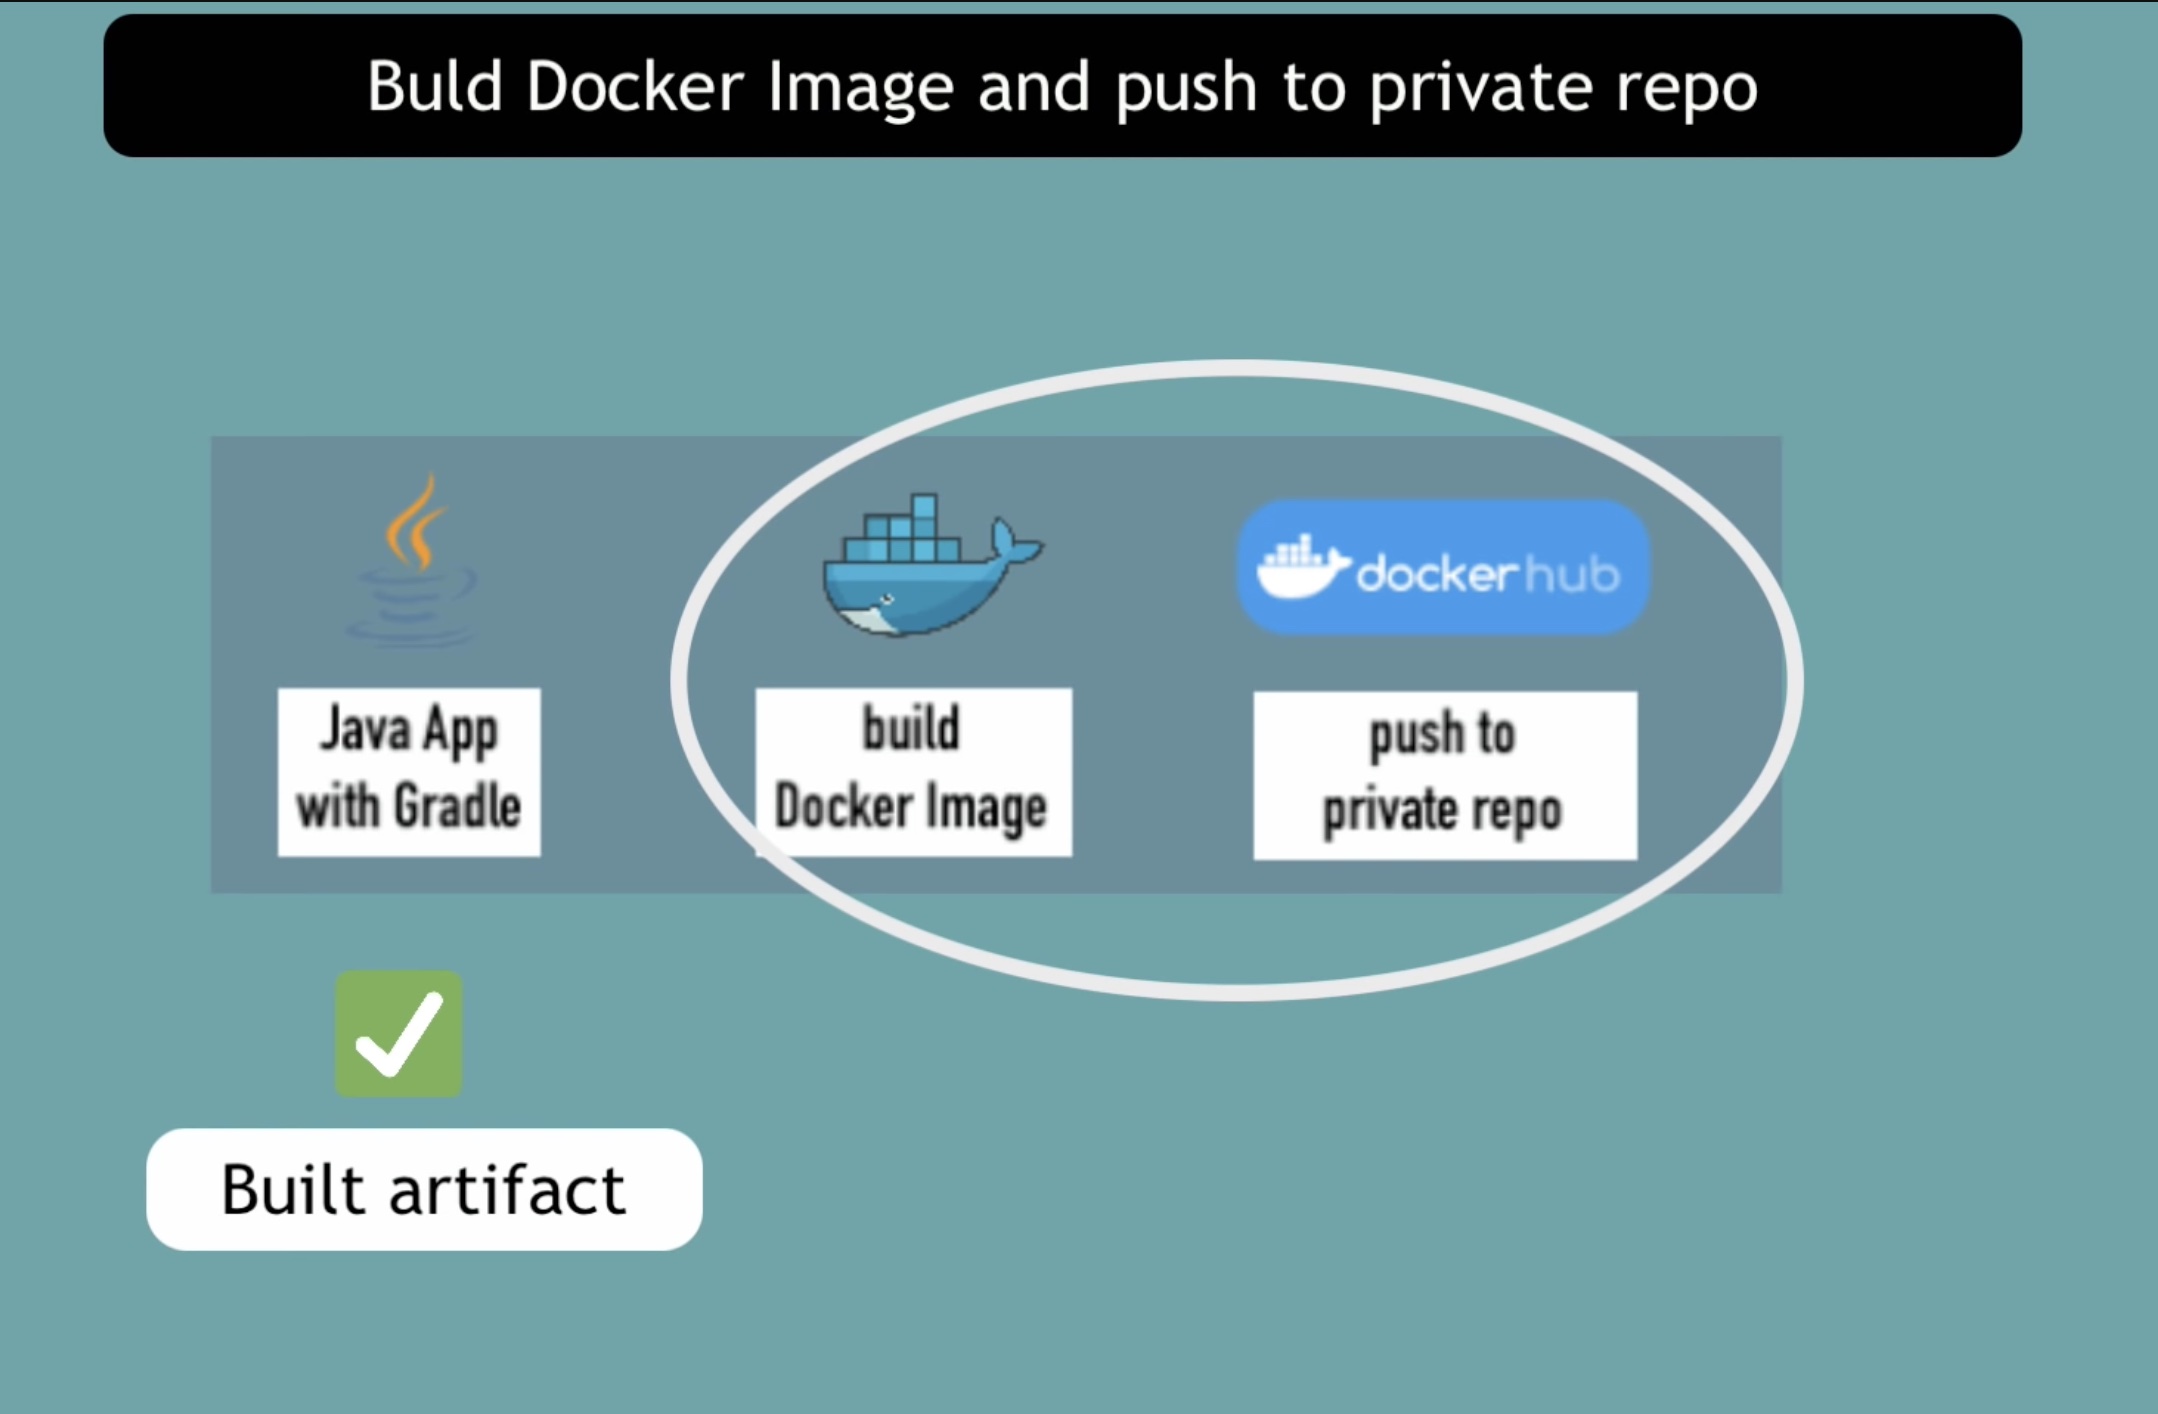 Buld Docker Image and push to private repo
dockerhub
Java App
with Gradle
build
Docker Image
push to
private repo
Built artifact